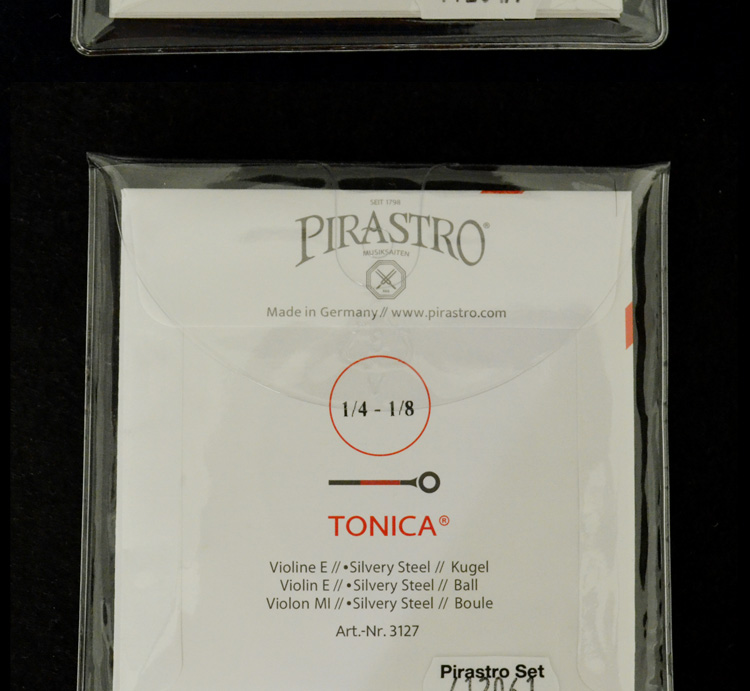 SEIT 1798
PIRASTRO®
MUSIKSAITEN
Made in Germany // www.pirastro.com
1/4 - 1/8
TONICA®
Violine E // •Silvery Steel // Kugel
Violin E // •Silvery Steel // Ball
Violon MI // •Silvery Steel // Boule
Art.-Nr. 3127
Pirastro Set